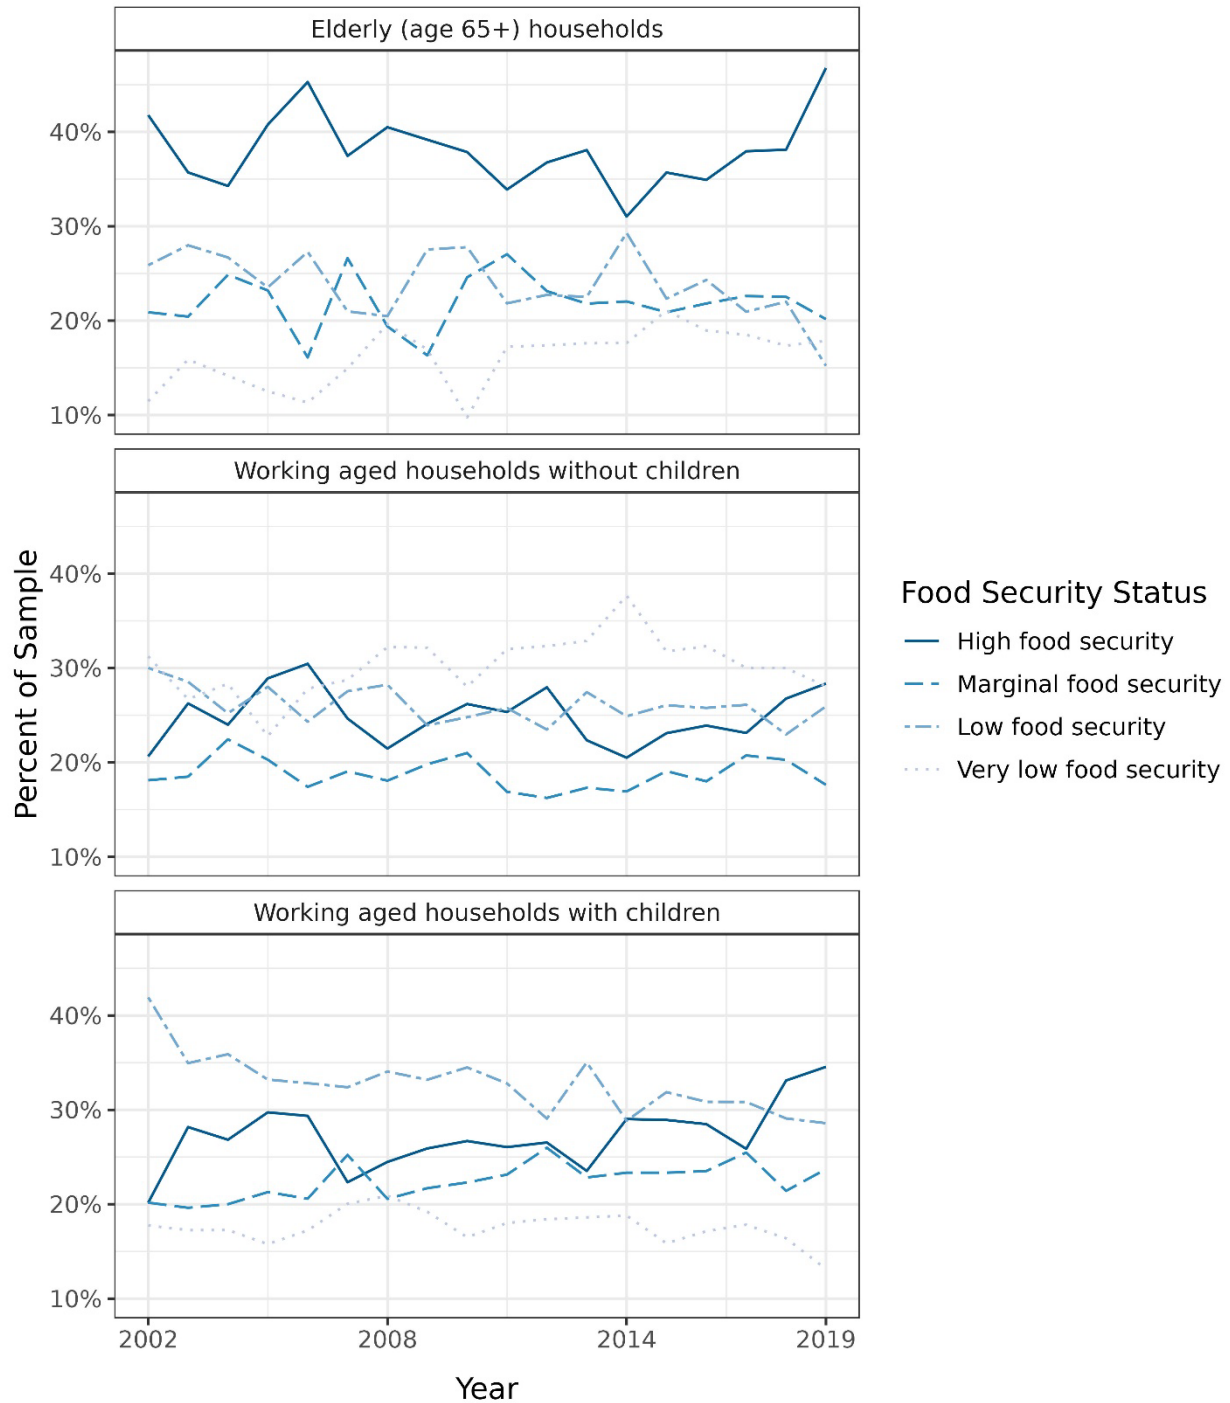 Elderly (age 65+) households
40%
30%
20%
10%
Working aged households without children
40%
30%
20%
10%
Working aged households with children
40%
30%
20%
10%
2002 2008 2014 2019
Year
Percent of Sample
Food Security Status
High food security
Marginal food security
Low food security
Very low food security